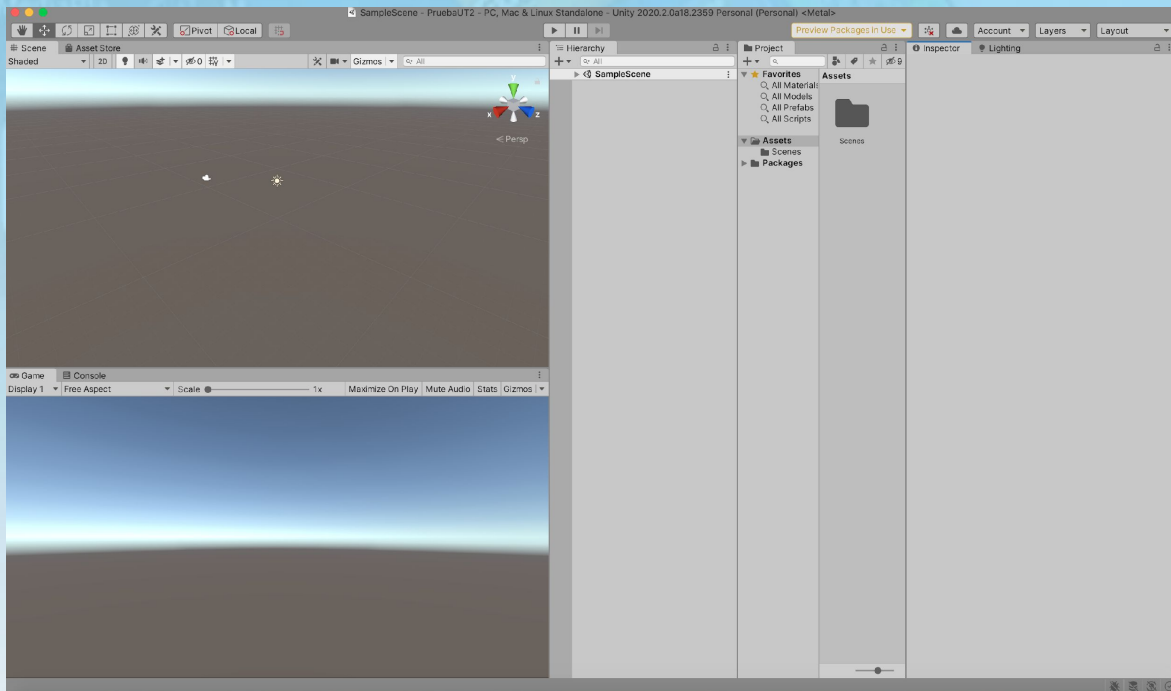 SampleScene - PruebaUT2 - PC, Mac & Linux Standalone - Unity 2020.2.0a18.2359 Personal (Personal) <Metal>
Pivot Local
Preview Packages in Use
Account Layers Layout
Scene Asset Store
Shaded 2D 0 Gizmos All
y
x z
Persp
Hierarchy
All
SampleScene
Project
9
Favorites
All Materials
All Models
All Prefabs
All Scripts
Assets
Scenes
Packages
Assets
Scenes
Inspector Lighting
Game Console
Display 1 Free Aspect Scale 1x Maximize On Play Mute Audio Stats Gizmos